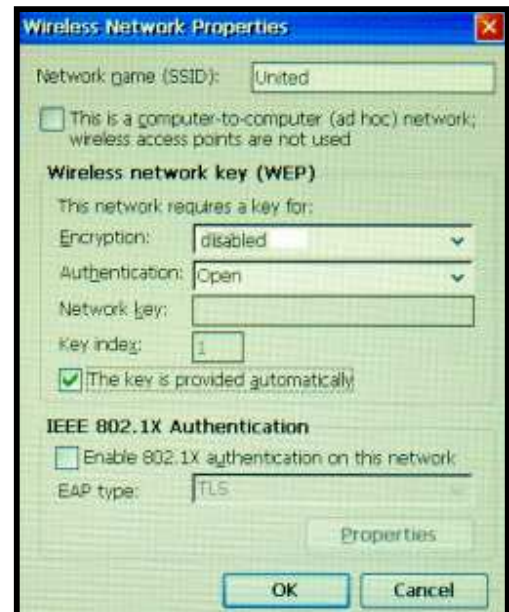 Wireless Network Properties
Network name (SSID): United
This is a computer-to-computer (ad hoc) network;
wireless access points are not used
Wireless network key (WEP)
This network requires a key for:
Encryption: disabled
Authentication: Open
Network key:
Key index: 1
The key is provided automatically
IEEE 802.1X Authentication
Enable 802.1X authentication on this network
EAP type: TLS
Properties
OK Cancel